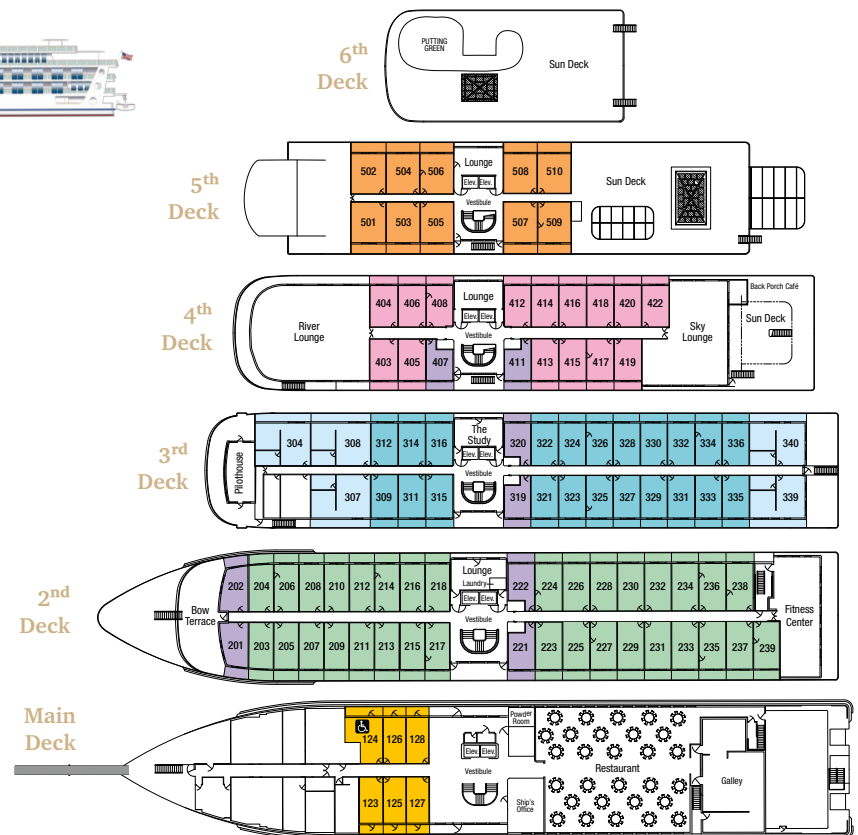 6th
Deck
PUTTING
GREEN
Sun Deck
5th
Deck
502 504 506 Lounge 508 510
Elev. Elev.
Sun Deck
Vestibule
501 503 505 507 509
4th
Deck
404 406 408 Lounge 412 414 416 418 420 422
Back Porch Café
Elev. Elev.
River
Lounge
Sky
Lounge
Sun Deck
Vestibule
403 405 407 411 413 415 417 419
3rd
Deck
Pilothouse
304 308 312 314 316 The
Study
320 322 324 326 328 330 332 334 336 340
Elev. Elev.
Vestibule
307 309 311 315 319 321 323 325 327 329 331 333 335 339
2nd
Deck
202 204 206 208 210 212 214 216 218 Lounge
Laundry
222 224 226 228 230 232 234 236 238
Elev. Elev.
Bow
Terrace
Vestibule
Fitness
Center
201 203 205 207 209 211 213 215 217 221 223 225 227 229 231 233 235 237 239
Main
Deck
124 126 128
Powder
Room
Elev. Elev.
Vestibule
Restaurant
Galley
123 125 127
Ship's
Office